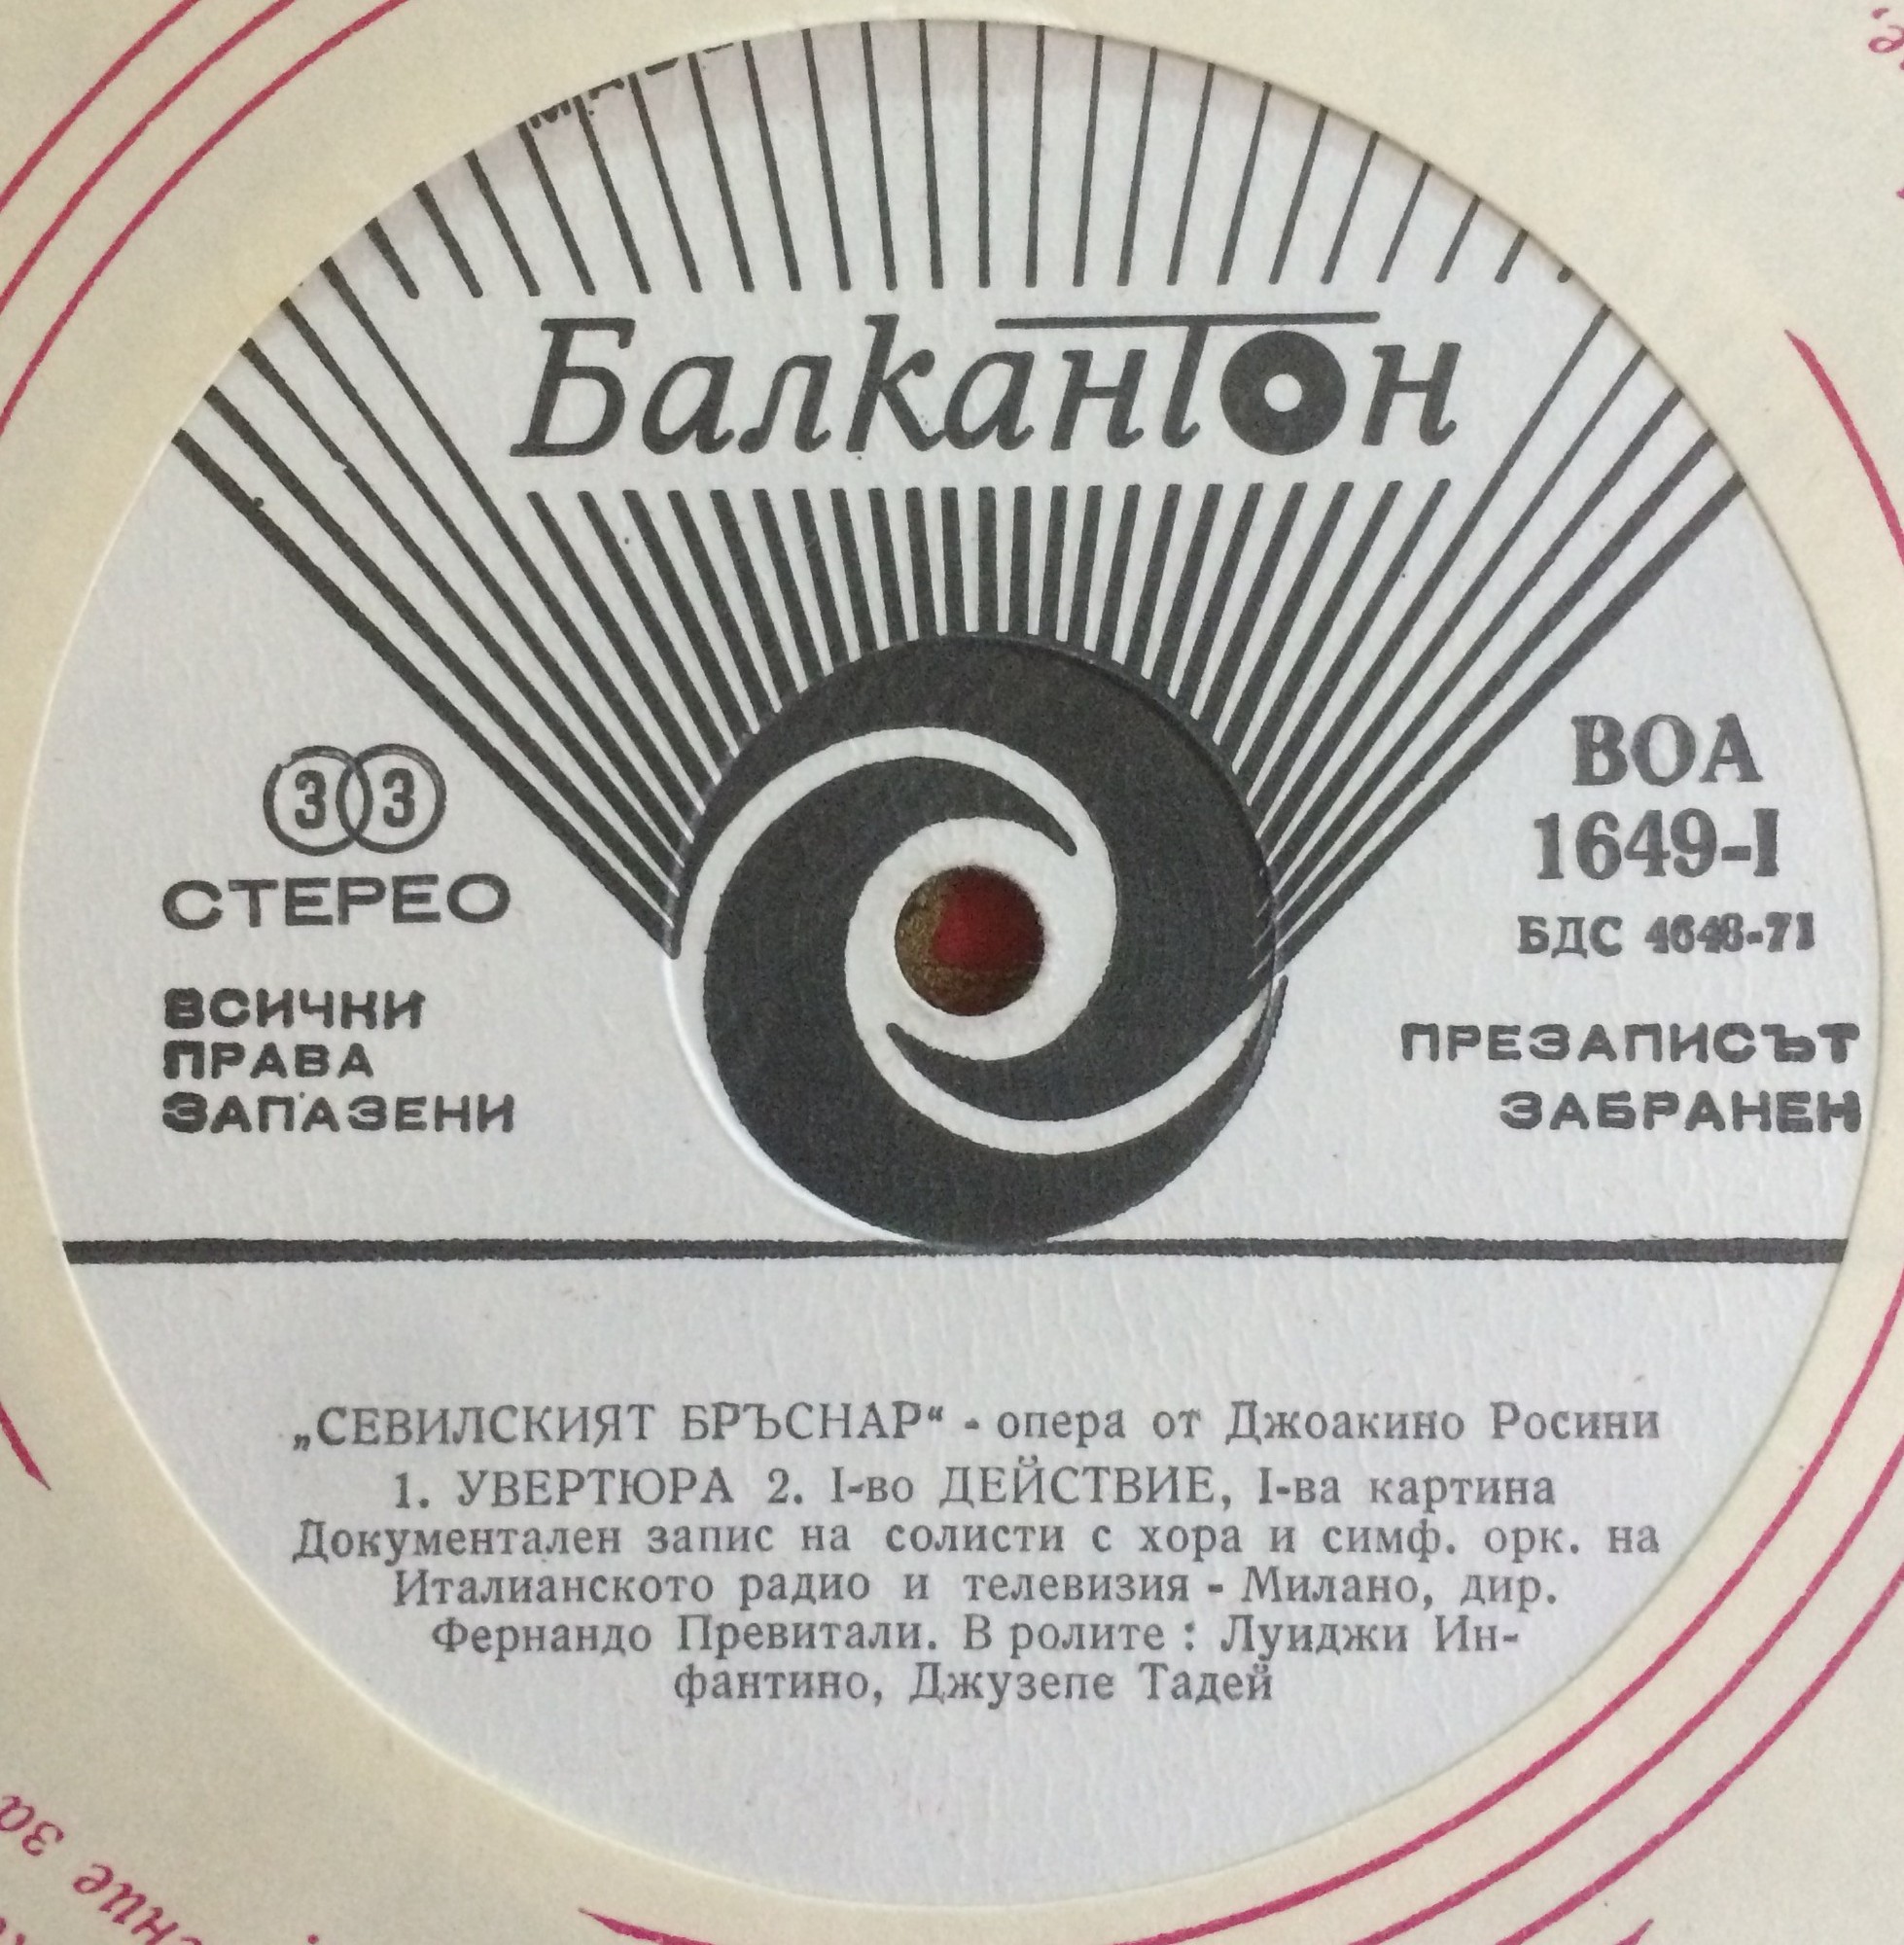 Балкантон
33
СТЕРЕО
ВСИЧКИ
ПРАВА
ЗАПАЗЕНИ
ВОА
1649-I
БДС 4648-71
ПРЕЗАПИСЪТ
ЗАБРАНЕН
„СЕВИЛСКИЯТ БРЪСНАР“ - опера от Джоакино Росини
1. УВЕРТЮРА 2. I-во ДЕЙСТВИЕ, I-ва картина
Документален запис на солисти с хора и симф. орк. на
Италианското радио и телевизия - Милано, дир.
Фернандо Превитали. В ролите : Луиджи Ин-
фантино, Джузепе Тадей
за